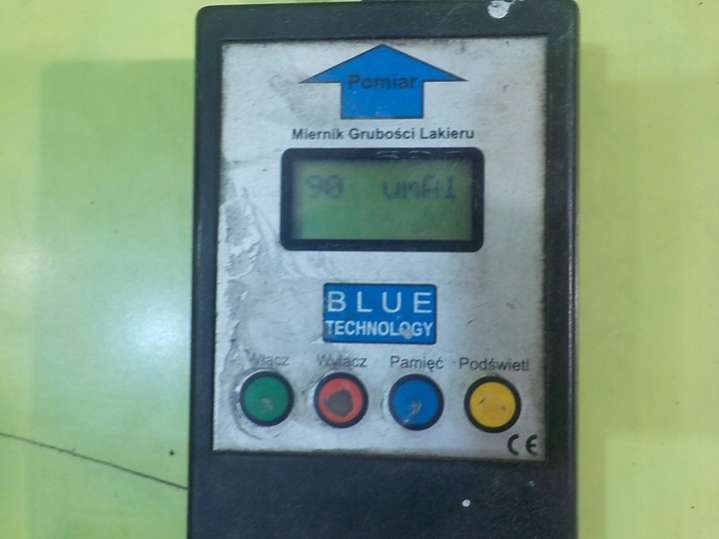 Pomiar
Miernik Grubości Lakieru
90 umAl
BLUE
TECHNOLOGY
Włącz Wyłącz Pamięć Podświetl
CE